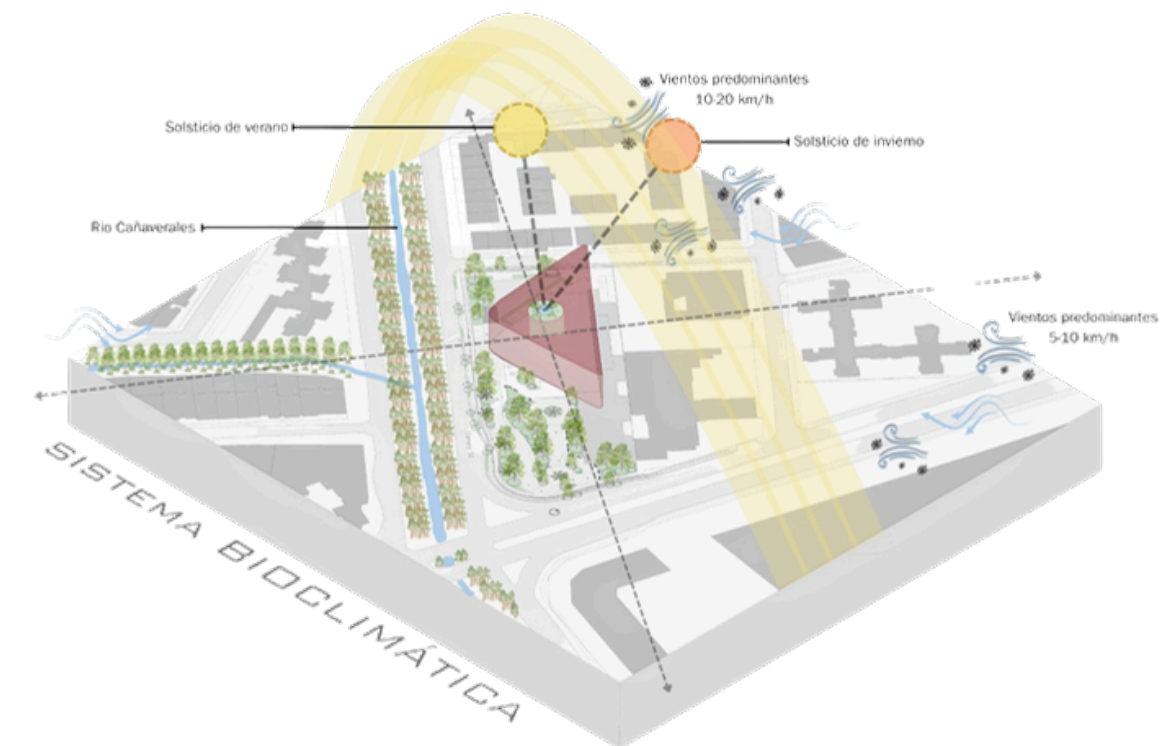 Vientos predominantes
10-20 km/h
Solsticio de verano
Solsticio de invierno
Rio Cañaverales
Vientos predominantes
5-10 km/h
SISTEMA BIOCLIMÁTICA